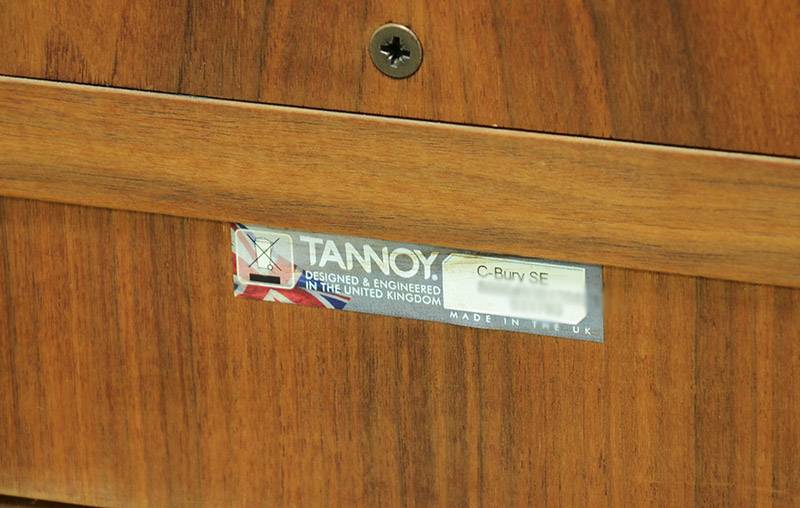 TANNOY.
DESIGNED & ENGINEERED
IN THE UNITED KINGDOM
C-Bury SE
MADE IN THE UK